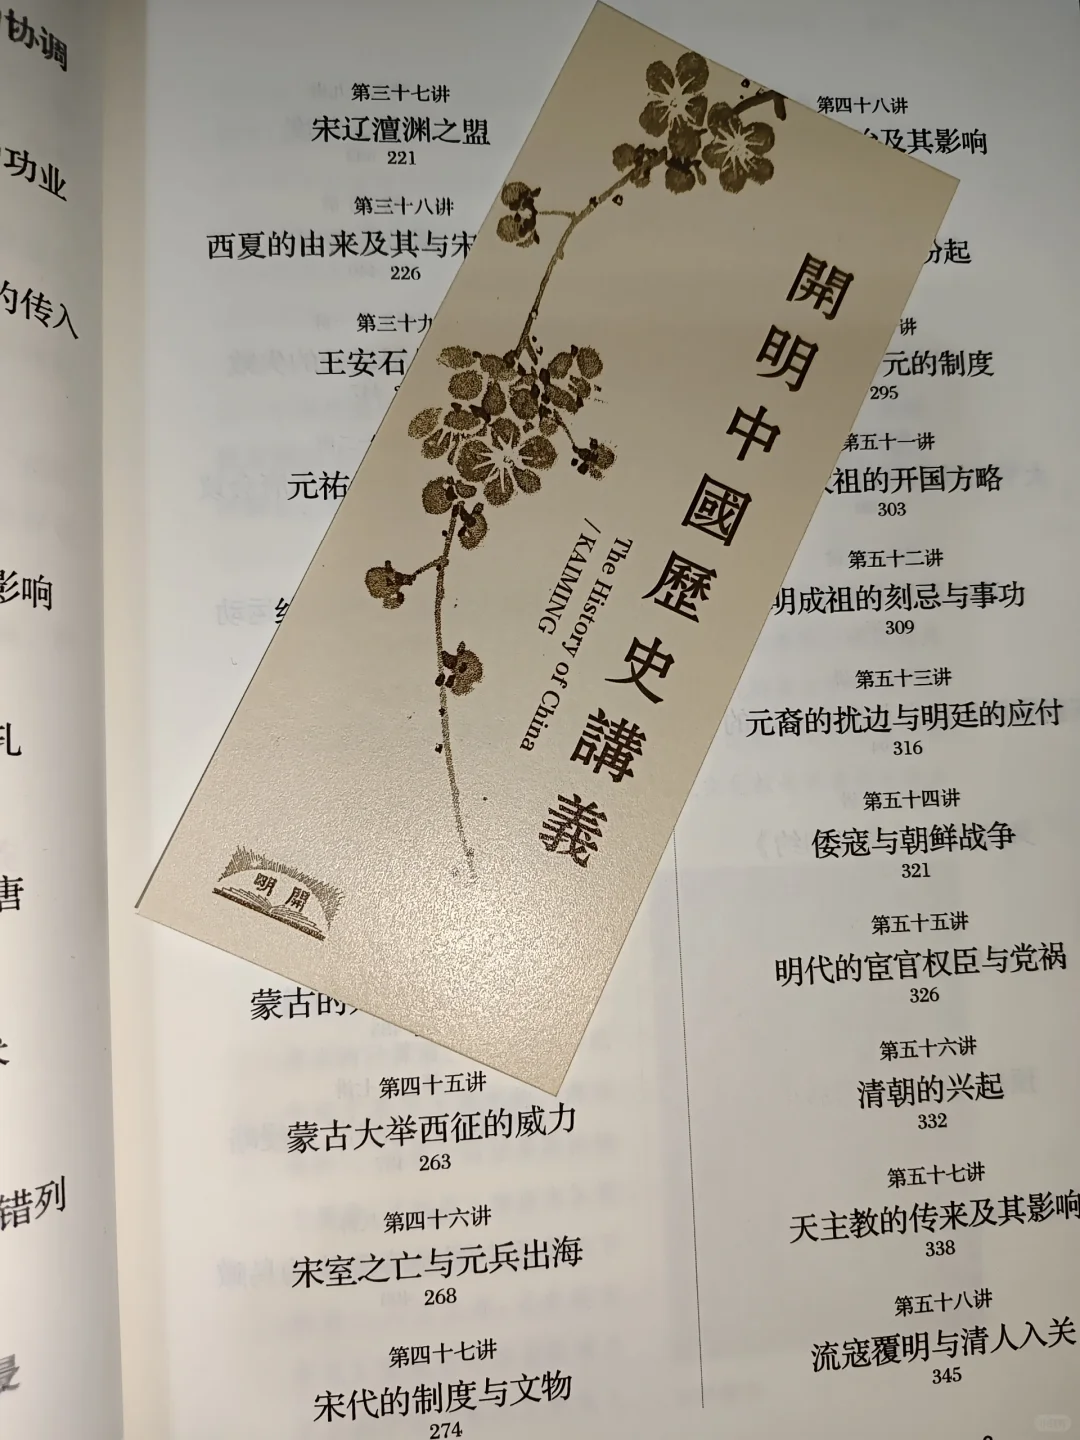 协调
功业
的传入
影响
乱
唐
错列
第三十七讲
宋辽澶渊之盟
221
第三十八讲
西夏的由来及其与宋
226
第三十九
王安石
元祐
蒙古的
第四十五讲
蒙古大举西征的威力
263
第四十六讲
宋室之亡与元兵出海
268
第四十七讲
宋代的制度与文物
274
開明中國歷史講義
The History of China
/ KAIMING
開明
第四十八讲
及其影响
纷起
讲
元的制度
295
第五十一讲
祖的开国方略
303
第五十二讲
明成祖的刻忌与事功
309
第五十三讲
元裔的扰边与明廷的应付
316
第五十四讲
倭寇与朝鲜战争
321
第五十五讲
明代的宦官权臣与党祸
326
第五十六讲
清朝的兴起
332
第五十七讲
天主教的传来及其影响
338
第五十八讲
流寇覆明与清人入关
345